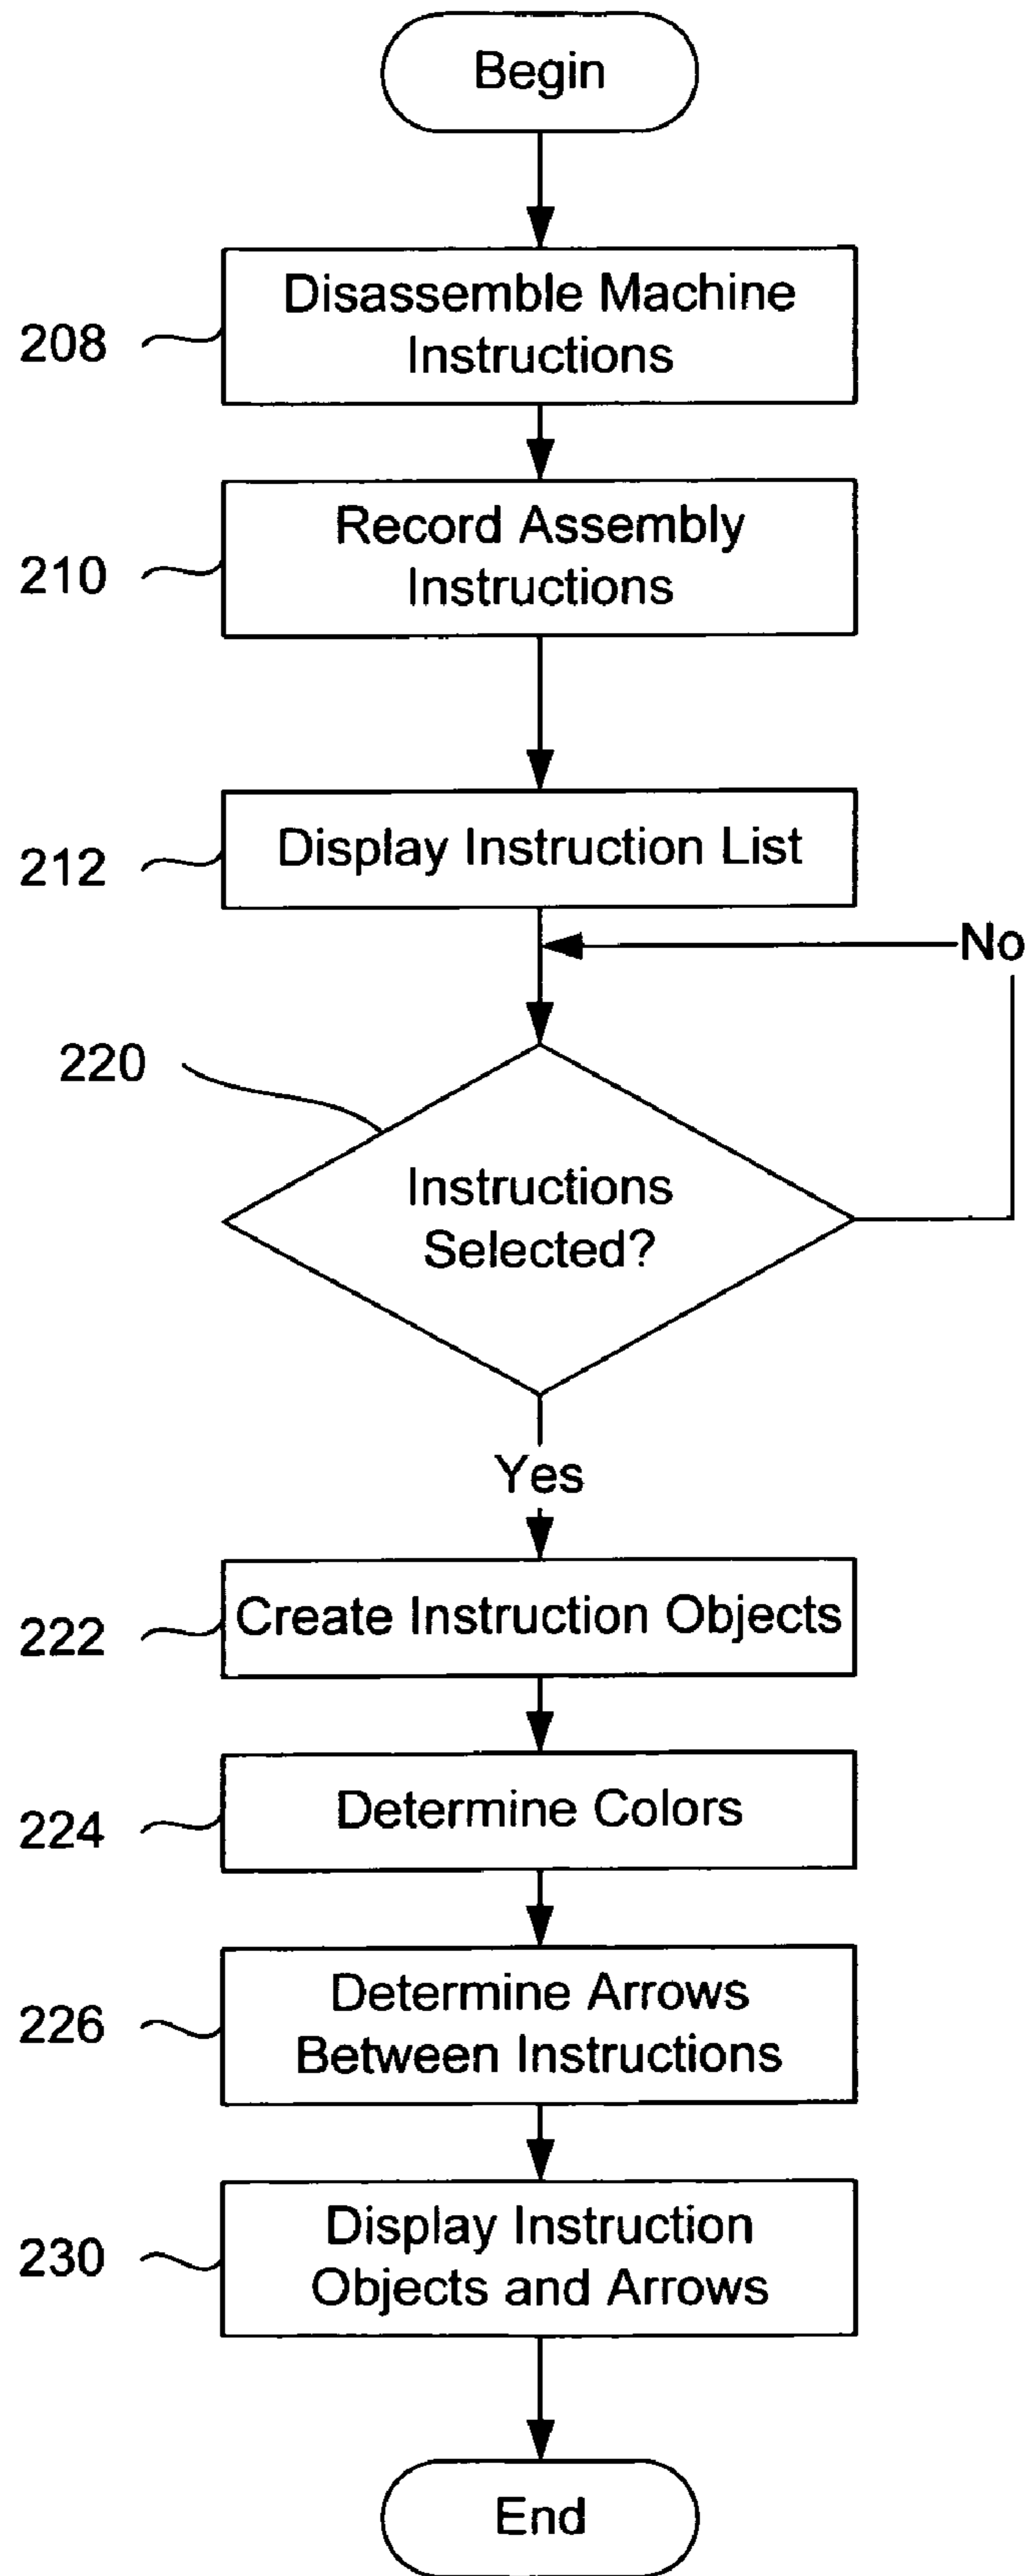 Begin
208
Disassemble Machine
Instructions
210
Record Assembly
Instructions
212
Display Instruction List
No
220
Instructions
Selected?
Yes
222
Create Instruction Objects
224
Determine Colors
226
Determine Arrows
Between Instructions
230
Display Instruction
Objects and Arrows
End